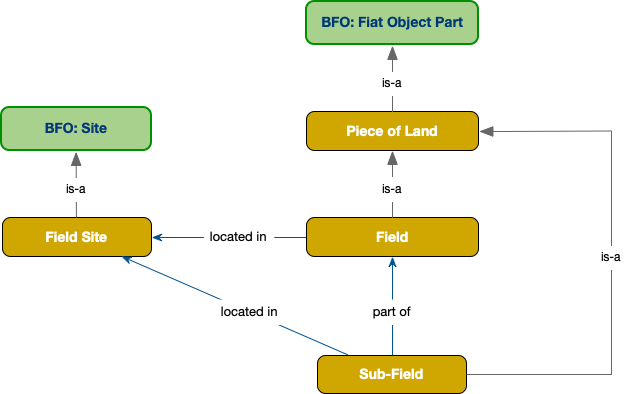 BFO: Fiat Object Part
is-a
BFO: Site
Piece of Land
is-a
is-a
Field Site
located in
Field
is-a
located in
part of
Sub-Field